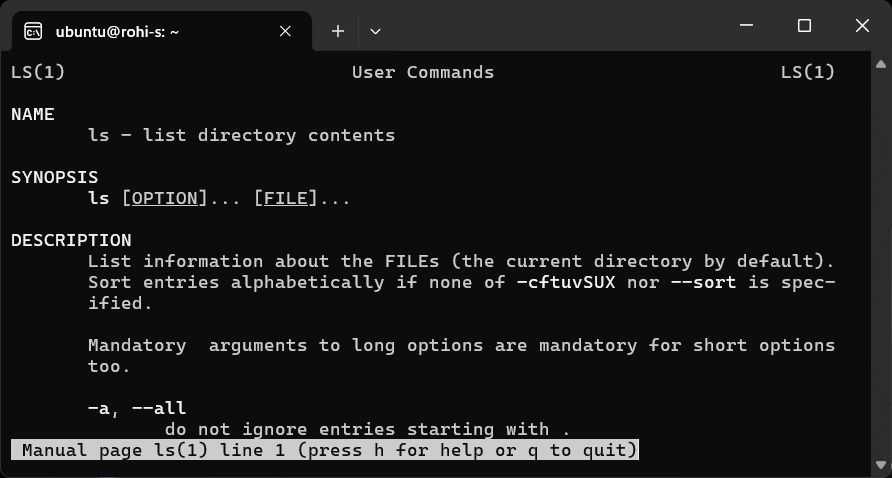 ubuntu@rohi-s: ~
LS(1) User Commands LS(1)
NAME
ls - list directory contents
SYNOPSIS
ls [OPTION]... [FILE]...
DESCRIPTION
List information about the FILEs (the current directory by default).
Sort entries alphabetically if none of -cftuvSUX nor --sort is spec-
ified.
Mandatory  arguments to long options are mandatory for short options
too.
-a, --all
do not ignore entries starting with .
Manual page ls(1) line 1 (press h for help or q to quit)